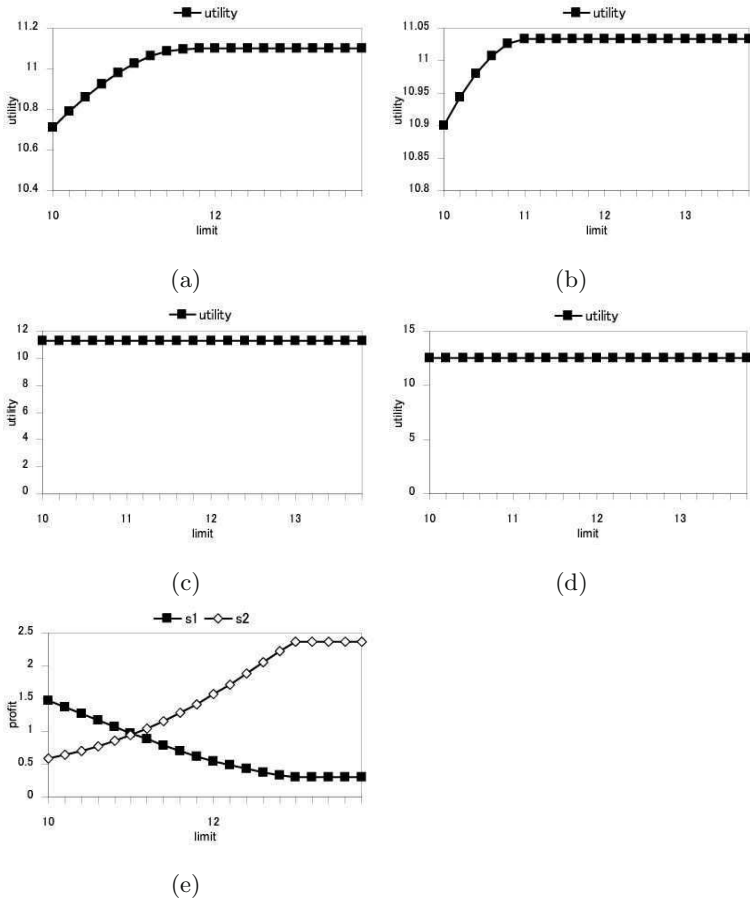 utility
11.2
11
10.8
10.6
10.4
utility
10
12
limit
(a)
utility
11.05
11
10.95
10.9
10.85
10.8
utility
10
11
12
13
limit
(b)
utility
12
10
8
6
4
2
0
utility
10
11
12
13
limit
(c)
utility
15
10
5
0
utility
10
11
12
13
limit
(d)
s1 s2
2.5
2
1.5
1
0.5
0
profit
10
12
limit
(e)